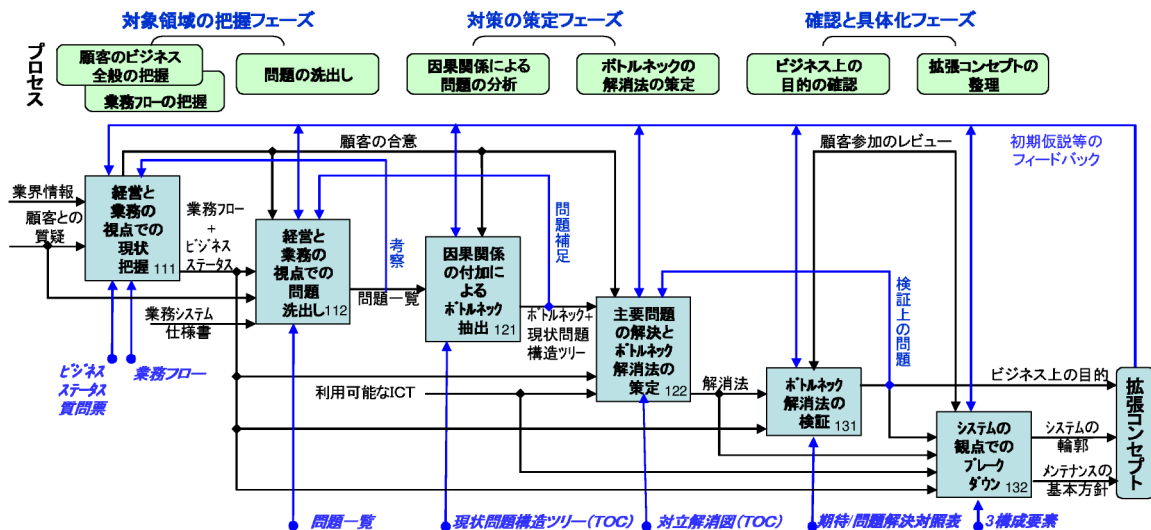 対象領域の把握フェーズ
対策の策定フェーズ
確認と具体化フェーズ
プロセス
顧客のビジネス
全般の把握
業務フローの把握
問題の洗出し
因果関係による
問題の分析
ボトルネックの
解消法の策定
ビジネス上の
目的の確認
拡張コンセプトの
整理
顧客の合意
顧客参加のレビュー
初期仮説等の
フィードバック
業界情報
顧客との
質疑
経営と
業務の
視点での
現状
把握
111
業務フロー
+
ビジネス
ステータス
経営と
業務の
視点での
問題
洗出し
112
業務システム
仕様書
考察
問題一覧
因果関係
の付加による
ボトルネック
抽出
121
問題補足
ボトルネック+
現状問題
構造ツリー
主要問題
の解決と
ボトルネック
解消法の
策定
122
検証上の問題
利用可能なICT
解消法
ボトルネック
解消法の
検証
131
ビジネス上の目的
システムの
観点での
ブレーク
ダウン
132
システムの
輪郭
メンテナンスの
基本方針
拡張コンセプト
ビジネス
ステータス
質問票
業務フロー
問題一覧
現状問題構造ツリー(TOC)
対立解消図(TOC)
期待/問題解決対照表
3構成要素